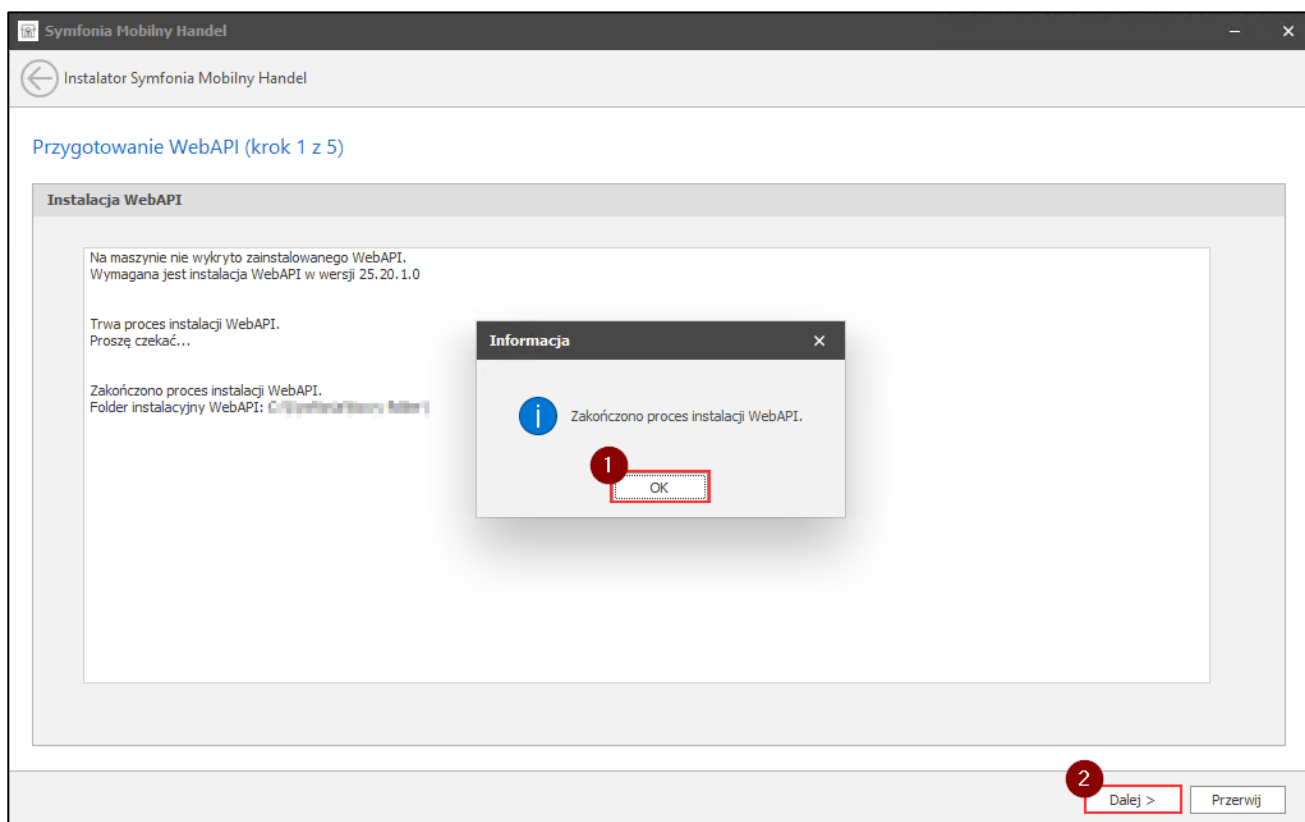 Symfonia Mobilny Handel
Instalator Symfonia Mobilny Handel
Przygotowanie WebAPI (krok 1 z 5)
Instalacja WebAPI
Na maszynie nie wykryto zainstalowanego WebAPI.
Wymagana jest instalacja WebAPI w wersji 25.20.1.0
Trwa proces instalacji WebAPI.
Proszę czekać...
Zakończono proces instalacji WebAPI.
Folder instalacyjny WebAPI:
Informacja
Zakończono proces instalacji WebAPI.
1
OK
2
Dalej >
Przerwij